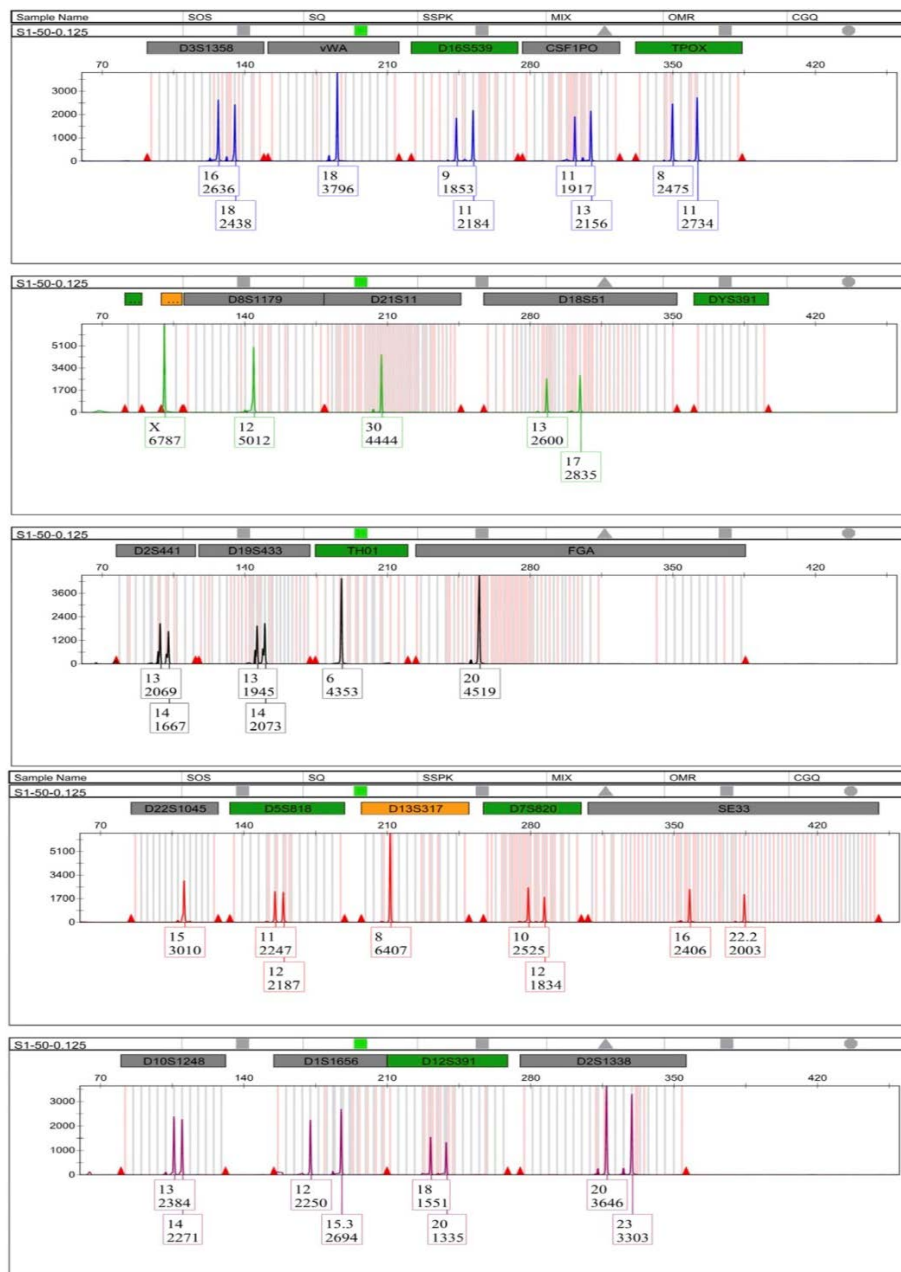 Sample Name SOS SQ SSPK MIX OMR CGQ
S1-50-0.125
D3S1358 vWA D16S539 CSF1PO TPOX
70 140 210 280 350 420
3000
2000
1000
0
16 18 9 11 8
2636 3796 1853 1917 2475
18 11 13 11
2438 2184 2156 2734
S1-50-0.125
... ... D8S1179 D21S11 D18S51 DYS391
70 140 210 280 350 420
5100
3400
1700
0
X 12 30 13
6787 5012 4444 2600
17
2835
S1-50-0.125
D2S441 D19S433 TH01 FGA
70 140 210 280 350 420
3600
2400
1200
0
13 13 6 20
2069 1945 4353 4519
14 14
1667 2073
Sample Name SOS SQ SSPK MIX OMR CGQ
S1-50-0.125
D22S1045 D5S818 D13S317 D7S820 SE33
70 140 210 280 350 420
5100
3400
1700
0
15 11 8 10 16 22.2
3010 2247 6407 2525 2406 2003
12 12
2187 1834
S1-50-0.125
D10S1248 D1S1656 D12S391 D2S1338
70 140 210 280 350 420
3000
2000
1000
0
13 12 18 20
2384 2250 1551 3646
14 15.3 20 23
2271 2694 1335 3303